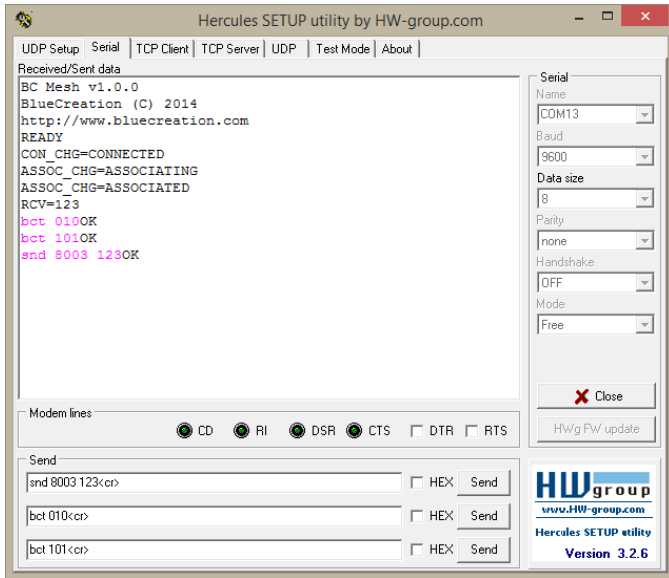 Hercules SETUP utility by HW-group.com
UDP Setup Serial TCP Client TCP Server UDP Test Mode About
Received/Sent data
BC Mesh v1.0.0
BlueCreation (C) 2014
http://www.bluecreation.com
READY
CON_CHG=CONNECTED
ASSOC_CHG=ASSOCIATING
ASSOC_CHG=ASSOCIATED
RCV=123
bct 010OK
bct 101OK
snd 8003 123OK
Serial
Name
COM13
Baud
9600
Data size
8
Parity
none
Handshake
OFF
Mode
Free
Close
HWg FW update
Modem lines
CD RI DSR CTS DTR RTS
Send
snd 8003 123<cr> HEX Send
bct 010<cr> HEX Send
bct 101<cr> HEX Send
HWgroup
www.HW-group.com
Hercules SETUP utility
Version 3.2.6